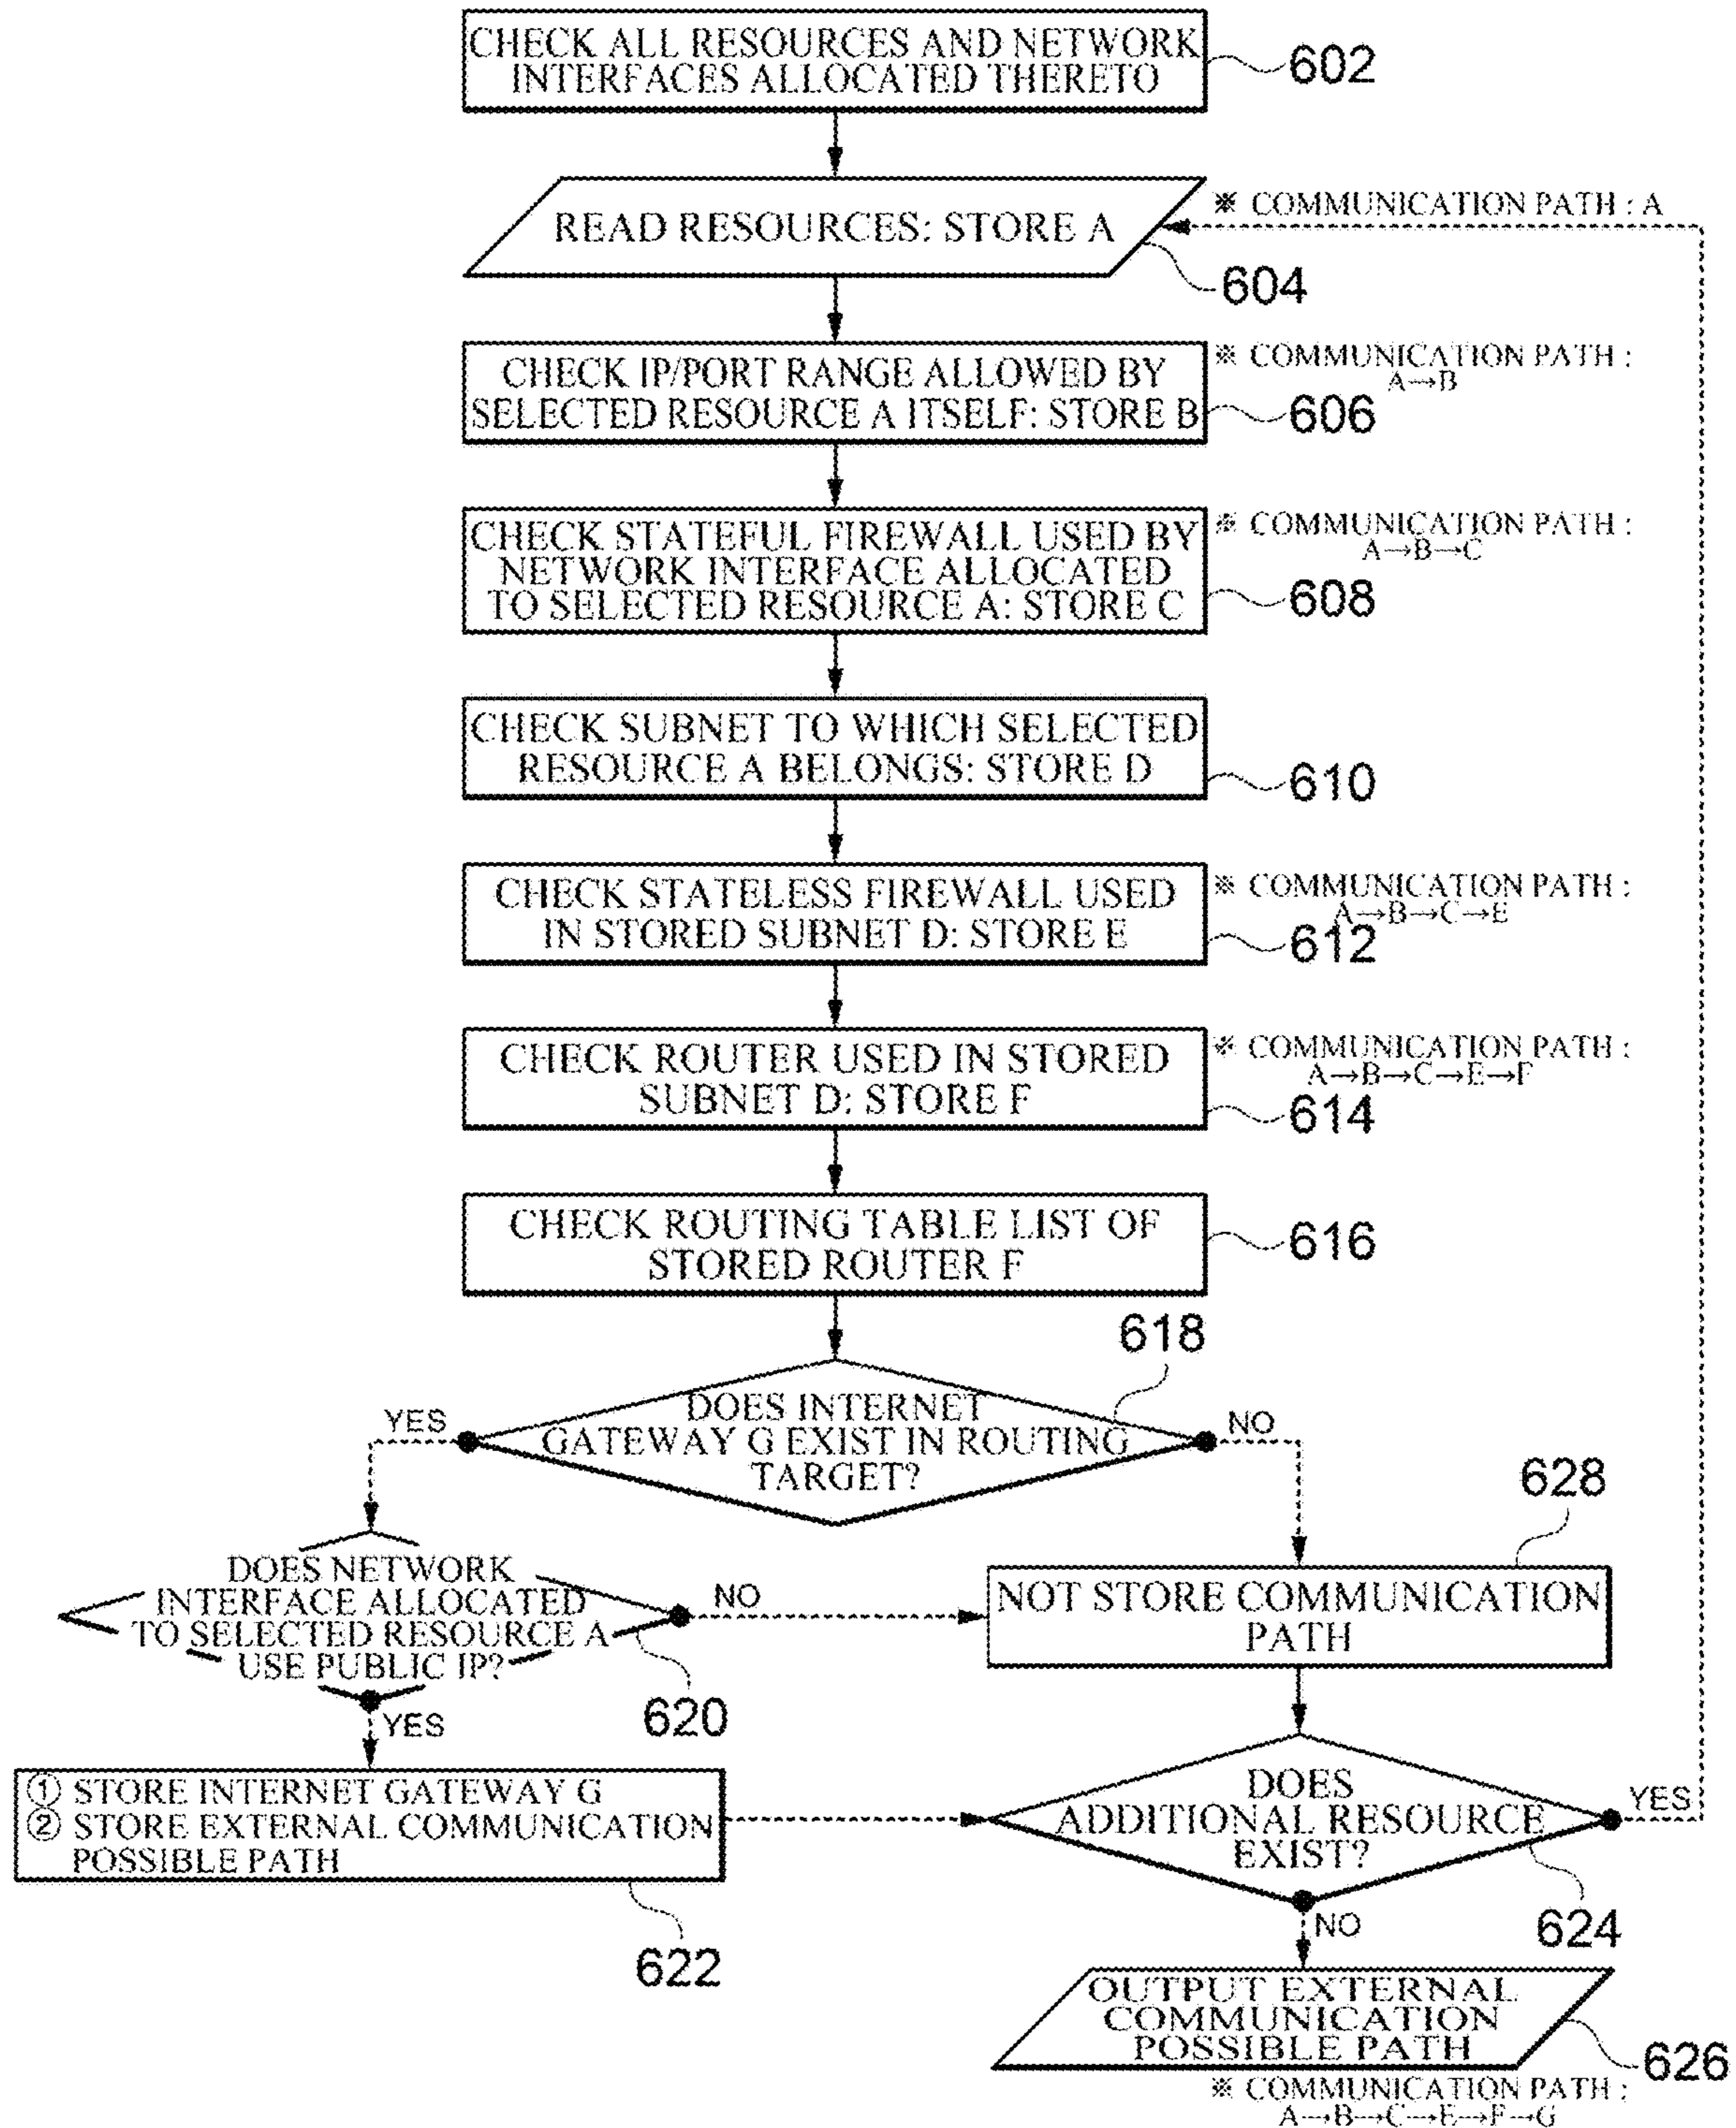 CHECK ALL RESOURCES AND NETWORK
INTERFACES ALLOCATED THERETO
602
READ RESOURCES: STORE A
※ COMMUNICATION PATH : A
604
CHECK IP/PORT RANGE ALLOWED BY
SELECTED RESOURCE A ITSELF: STORE B
※ COMMUNICATION PATH :
A→B
606
CHECK STATEFUL FIREWALL USED BY
NETWORK INTERFACE ALLOCATED
TO SELECTED RESOURCE A: STORE C
※ COMMUNICATION PATH :
A→B→C
608
CHECK SUBNET TO WHICH SELECTED
RESOURCE A BELONGS: STORE D
610
CHECK STATELESS FIREWALL USED
IN STORED SUBNET D: STORE E
※ COMMUNICATION PATH :
A→B→C→E
612
CHECK ROUTER USED IN STORED
SUBNET D: STORE F
※ COMMUNICATION PATH :
A→B→C→E→F
614
CHECK ROUTING TABLE LIST OF
STORED ROUTER F
616
618
DOES INTERNET
GATEWAY G EXIST IN ROUTING
TARGET?
YES
NO
628
DOES NETWORK
INTERFACE ALLOCATED
TO SELECTED RESOURCE A
USE PUBLIC IP?
NO
620
YES
NOT STORE COMMUNICATION
PATH
① STORE INTERNET GATEWAY G
② STORE EXTERNAL COMMUNICATION
POSSIBLE PATH
622
DOES
ADDITIONAL RESOURCE
EXIST?
YES
624
NO
OUTPUT EXTERNAL
COMMUNICATION
POSSIBLE PATH
626
※ COMMUNICATION PATH :
A→B→C→E→F→G